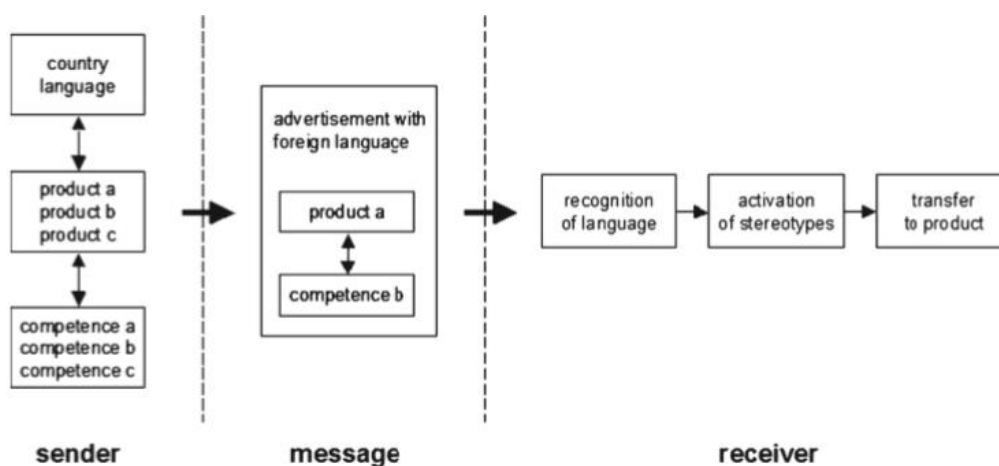 country
language
product a
product b
product c
competence a
competence b
competence c
sender
advertisement with
foreign language
product a
competence b
message
recognition
of language
activation
of stereotypes
transfer
to product
receiver